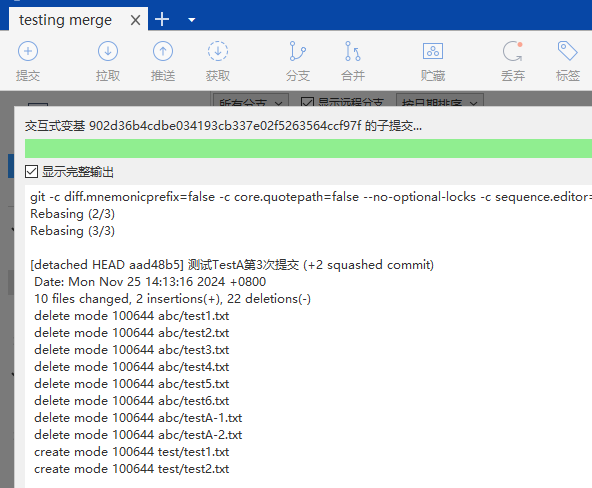 testing merge
提交
拉取
推送
获取
分支
合并
贮藏
丢弃
标签
所有分支
显示远程分支
按日期排序
交互式变基 902d36b4cdbe034193cb337e02f5263564ccf97f 的子提交...
显示完整输出
git -c diff.mnemonicprefix=false -c core.quotepath=false --no-optional-locks -c sequence.editor=
Rebasing (2/3)
Rebasing (3/3)
[detached HEAD aad48b5] 测试TestA第3次提交 (+2 squashed commit)
Date: Mon Nov 25 14:13:16 2024 +0800
10 files changed, 2 insertions(+), 22 deletions(-)
delete mode 100644 abc/test1.txt
delete mode 100644 abc/test2.txt
delete mode 100644 abc/test3.txt
delete mode 100644 abc/test4.txt
delete mode 100644 abc/test5.txt
delete mode 100644 abc/test6.txt
delete mode 100644 abc/testA-1.txt
delete mode 100644 abc/testA-2.txt
create mode 100644 test/test1.txt
create mode 100644 test/test2.txt